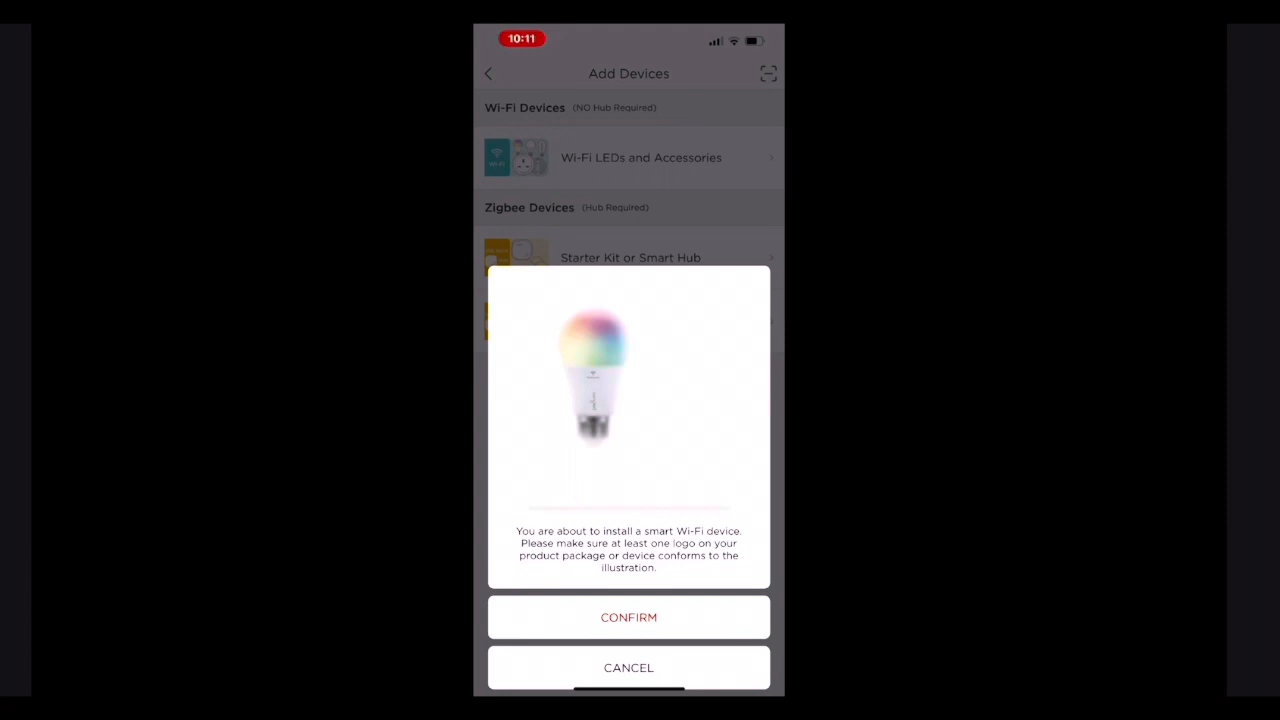 10:11
Add Devices
Wi-Fi Devices (NO Hub Required)
Wi-Fi LEDs and Accessories
Zigbee Devices (Hub Required)
Starter Kit or Smart Hub
You are about to install a smart Wi-Fi device.
Please make sure at least one logo on your
product package or device conforms to the
illustration.
CONFIRM
CANCEL